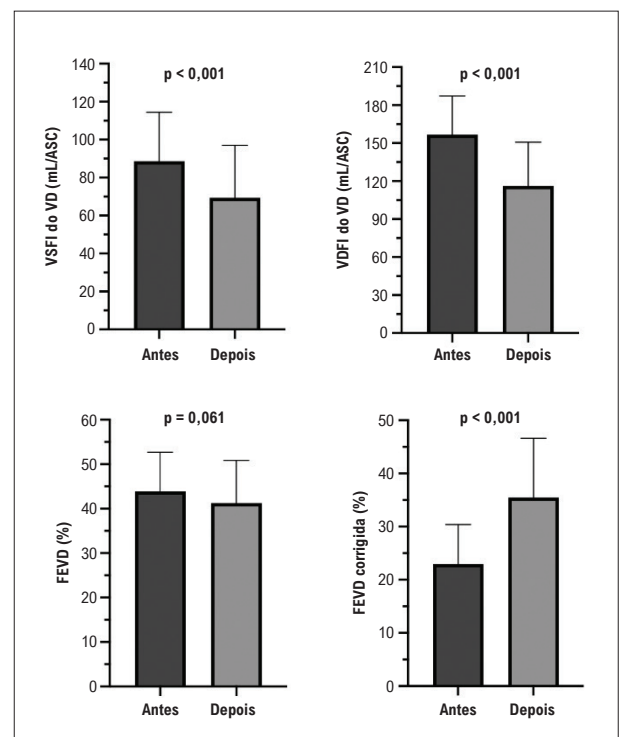 p < 0,001
VSFI do VD (mL/ASC)
140
120
100
80
60
40
20
0
Antes Depois
p < 0,001
VDFI do VD (mL/ASC)
210
180
150
120
90
60
30
0
Antes Depois
p = 0,061
FEVD (%)
60
50
40
30
20
10
0
Antes Depois
p < 0,001
FEVD corrigida (%)
50
40
30
20
10
0
Antes Depois